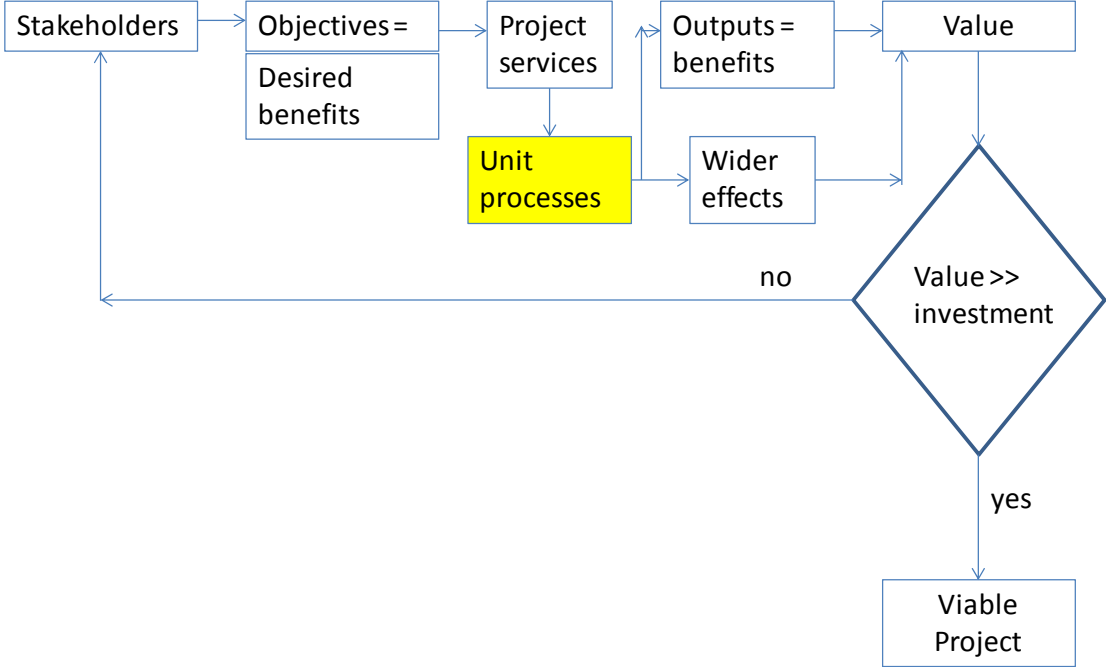 Stakeholders
Objectives =
Desired
benefits
Project
services
Outputs =
benefits
Value
Unit
processes
Wider
effects
no
Value >>
investment
yes
Viable
Project